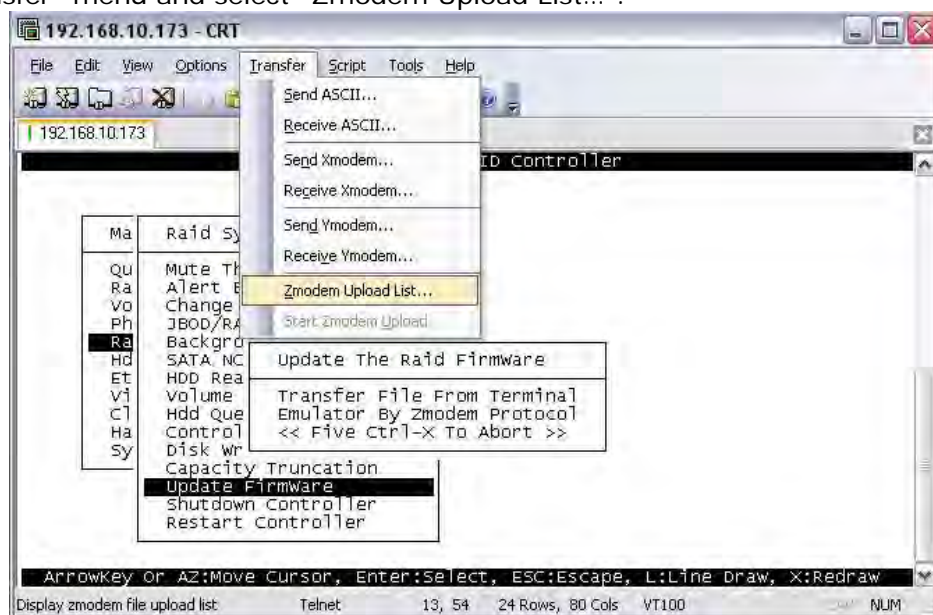 nsfer" menu and select "Zmodem Upload List...".
192.168.10.173 - CRT
File Edit View Options Transfer Script Tools Help
192.168.10.173
Send ASCII...
Receive ASCII...
Send Xmodem...
Receive Xmodem...
Send Ymodem...
Receive Ymodem...
Zmodem Upload List...
Start Zmodem Upload
ID Controller
Ma
Qu
Ra
Vo
Ph
Ra
Hd
Et
Vi
Cl
Ha
Sy
Raid Sy
Mute Th
Alert B
Change
JBOD/RA
Backgro
SATA NC
HDD Rea
Volume
Hdd Que
Control
Disk Wr
Capacity Truncation
Update Firmware
Shutdown Controller
Restart Controller
Update The Raid Firmware
Transfer File From Terminal
Emulator By Zmodem Protocol
<< Five Ctrl-X To Abort >>
ArrowKey Or AZ:Move Cursor, Enter:Select, ESC:Escape, L:Line Draw, X:Redraw
Display zmodem file upload list Telnet 13, 54 24 Rows, 80 Cols VT100 NUM